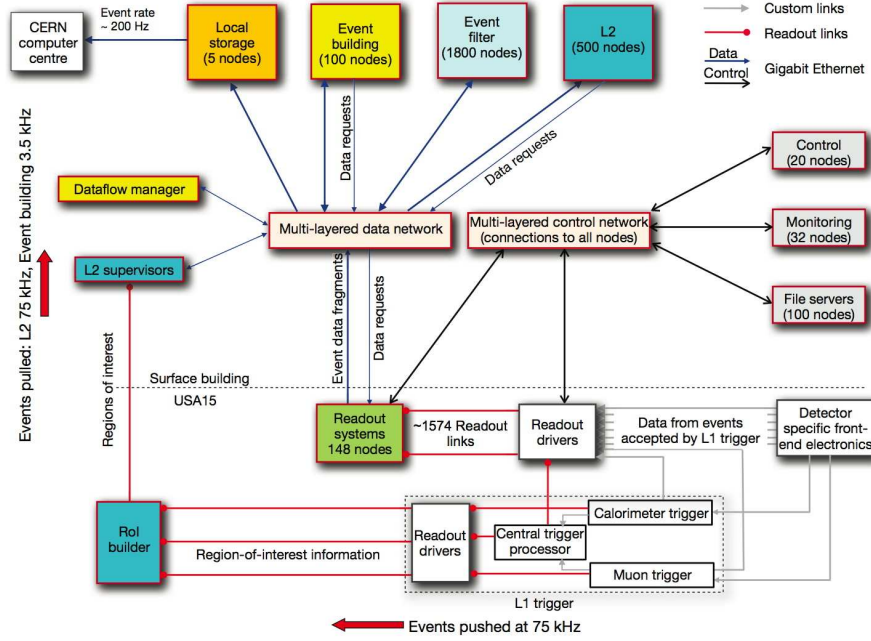 CERN
computer
centre
Event rate
~ 200 Hz
Local
storage
(5 nodes)
Event
building
(100 nodes)
Event
filter
(1800 nodes)
L2
(500 nodes)
Custom links
Readout links
Data
Control
Gigabit Ethernet
Data requests
Data requests
Control
(20 nodes)
Dataflow manager
Multi-layered data network
Multi-layered control network
(connections to all nodes)
Monitoring
(32 nodes)
L2 supervisors
File servers
(100 nodes)
Events pulled: L2 75 kHz, Event building 3.5 kHz
Regions of interest
Event data fragments
Data requests
Surface building
USA15
Readout
systems
148 nodes
~1574 Readout
links
Readout
drivers
Data from events
accepted by L1 trigger
Detector
specific front-
end electronics
RoI
builder
Region-of-interest information
Readout
drivers
Calorimeter trigger
Central trigger
processor
Muon trigger
L1 trigger
Events pushed at 75 kHz